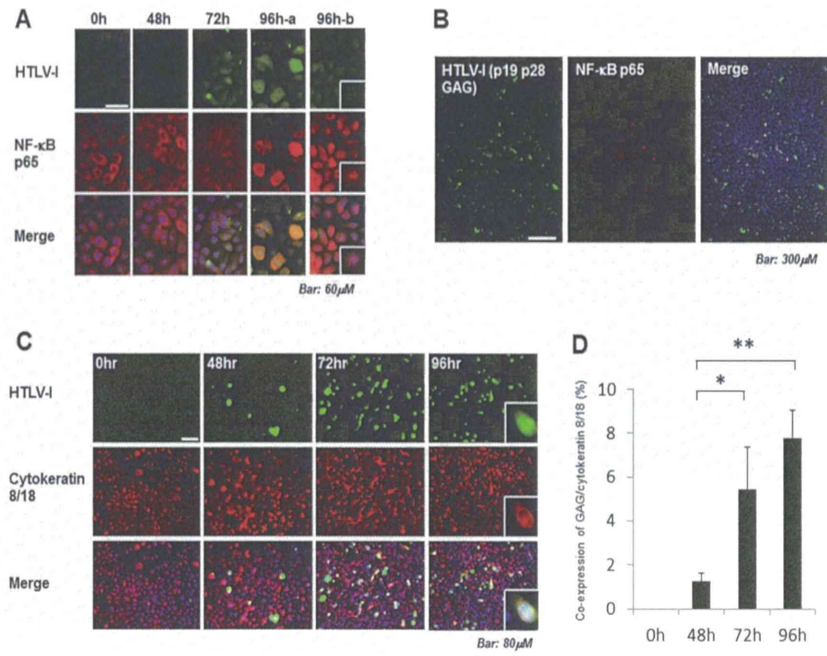 A
0h 48h 72h 96h-a 96h-b
HTLV-I
NF-κB
p65
Merge
Bar: 60μM
B
HTLV-I (p19 p28
GAG)
NF-κB p65
Merge
Bar: 300μM
C
0hr 48hr 72hr 96hr
HTLV-I
Cytokeratin
8/18
Merge
Bar: 80μM
D
Co-expression of GAG/cytokeratin 8/18 (%)
**
*
10
8
6
4
2
0
0h 48h 72h 96h